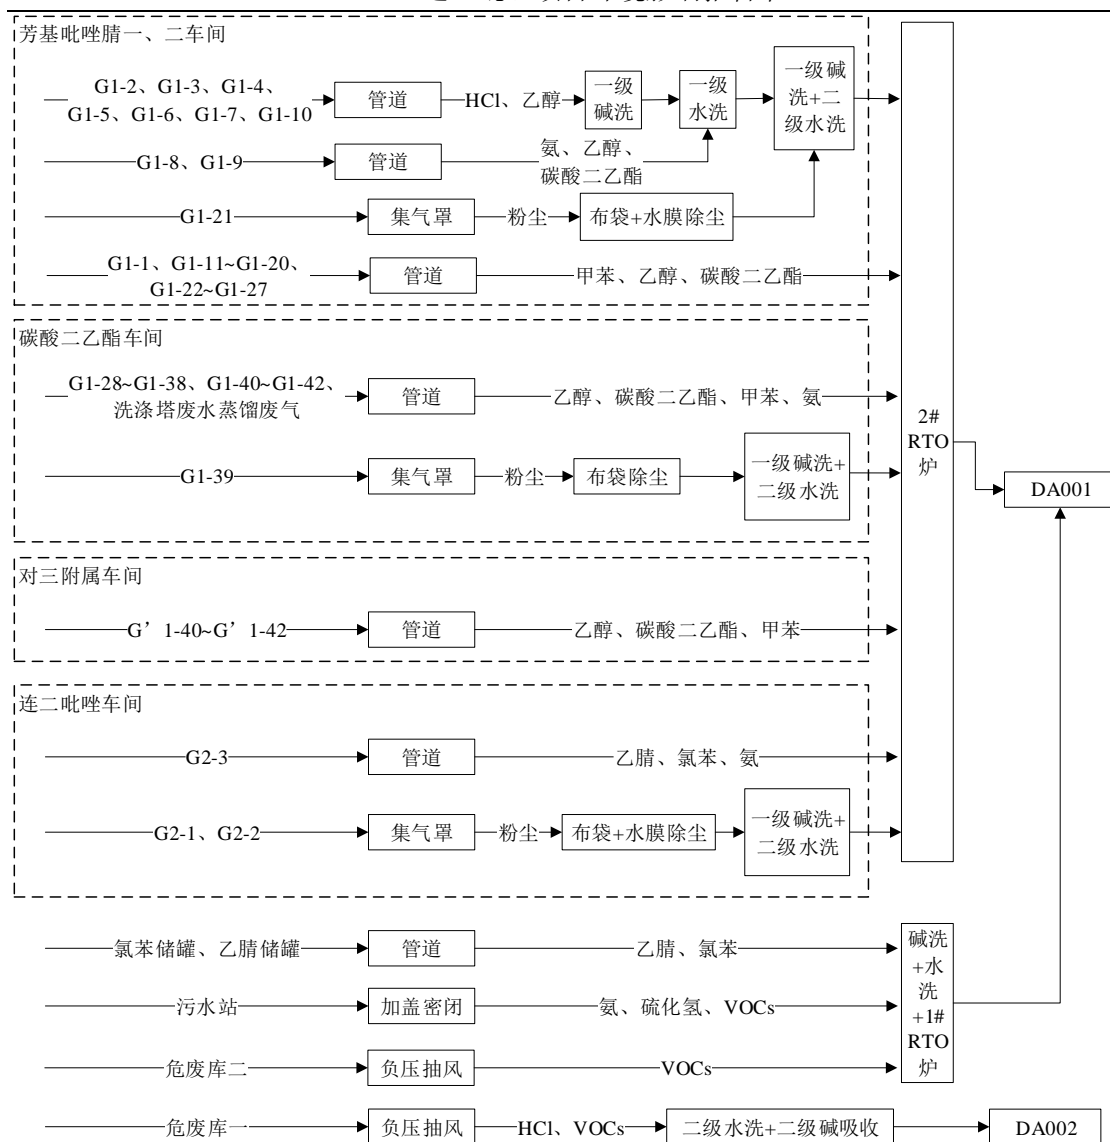 芳基吡唑腈一、二车间
G1-2、G1-3、G1-4、
G1-5、G1-6、G1-7、G1-10
管道
HCl、乙醇
一级
碱洗
一级
水洗
一级碱
洗+二
级水洗
G1-8、G1-9
管道
氨、乙醇、
碳酸二乙酯
G1-21
集气罩
粉尘
布袋+水膜除尘
G1-1、G1-11~G1-20、
G1-22~G1-27
管道
甲苯、乙醇、碳酸二乙酯
碳酸二乙酯车间
G1-28~G1-38、G1-40~G1-42、
洗涤塔废水蒸馏废气
管道
乙醇、碳酸二乙酯、甲苯、氨
G1-39
集气罩
粉尘
布袋除尘
一级碱洗+
二级水洗
2#
RTO
炉
DA001
对三附属车间
G’1-40~G’1-42
管道
乙醇、碳酸二乙酯、甲苯
连二吡唑车间
G2-3
管道
乙腈、氯苯、氨
G2-1、G2-2
集气罩
粉尘
布袋+水膜除尘
一级碱洗+
二级水洗
氯苯储罐、乙腈储罐
管道
乙腈、氯苯
污水站
加盖密闭
氨、硫化氢、VOCs
危废库二
负压抽风
VOCs
碱洗
+水
洗
+1#
RTO
炉
危废库一
负压抽风
HCl、VOCs
二级水洗+二级碱吸收
DA002